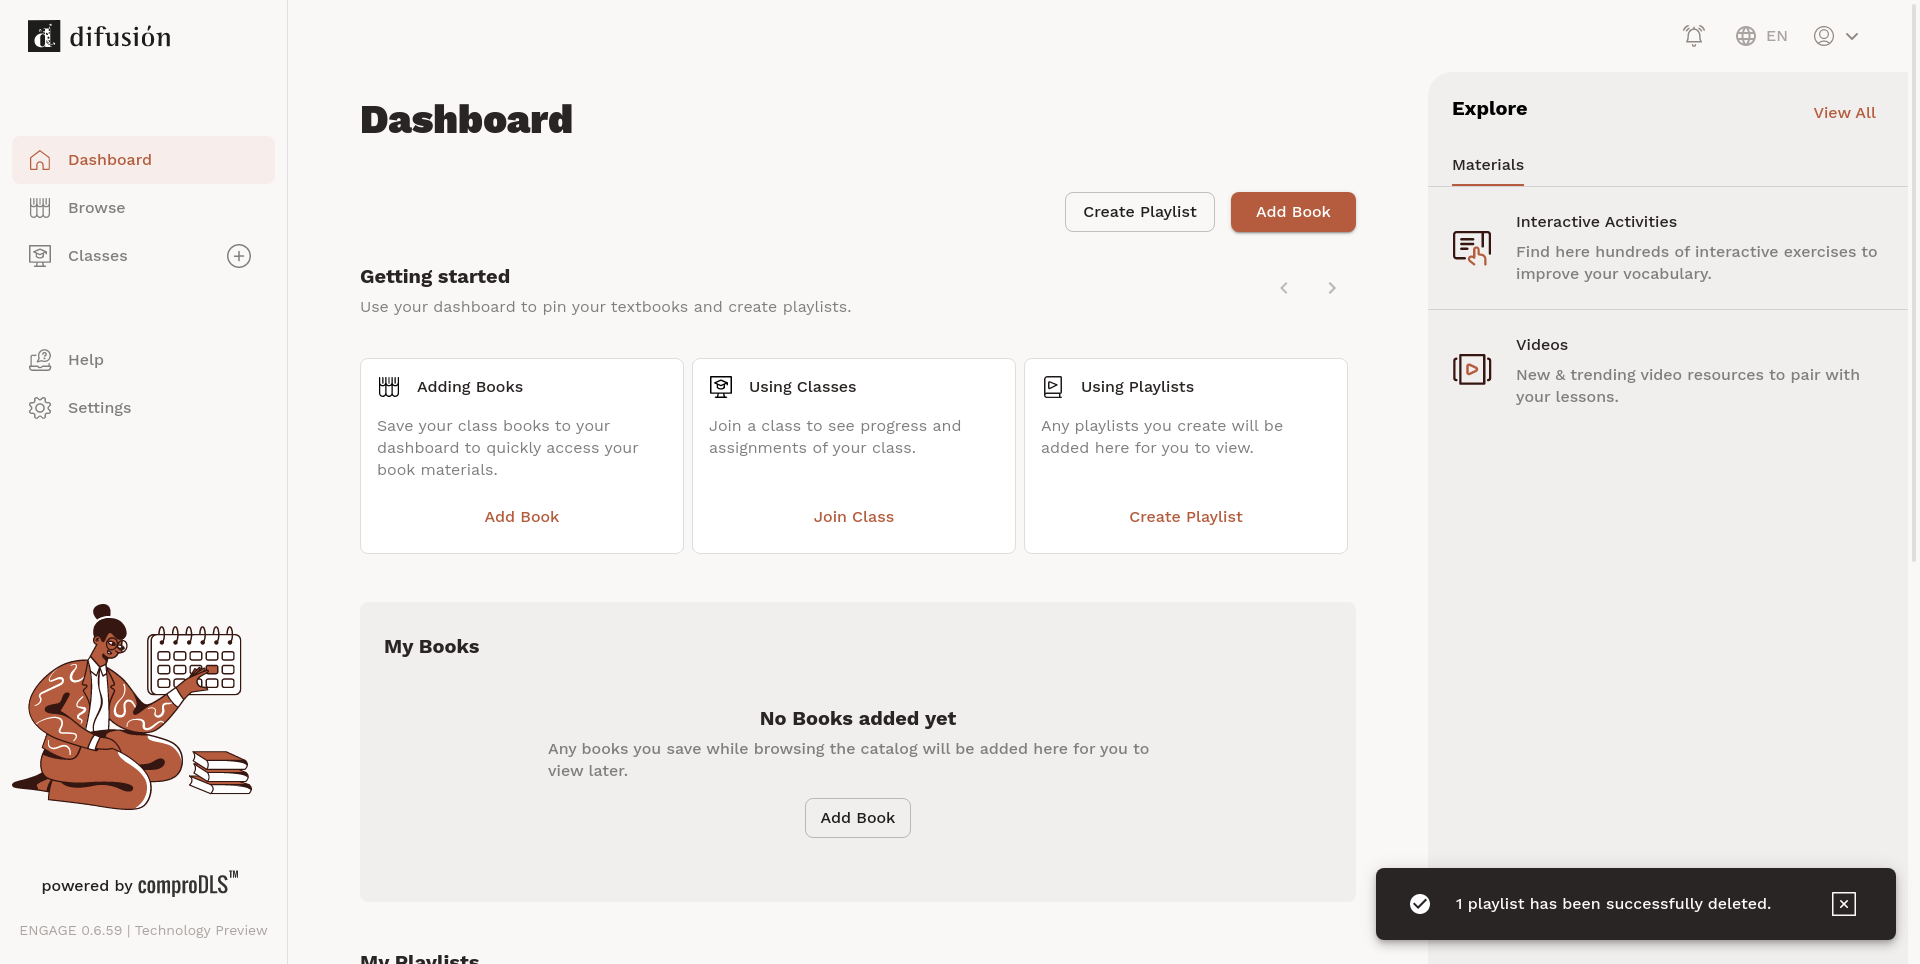 difusión
EN
Dashboard
Browse
Classes
Help
Settings
powered by comproDLS™
ENGAGE 0.6.59 | Technology Preview
Dashboard
Create Playlist
Add Book
Getting started
Use your dashboard to pin your textbooks and create playlists.
Adding Books
Save your class books to your
dashboard to quickly access your
book materials.
Add Book
Using Classes
Join a class to see progress and
assignments of your class.
Join Class
Using Playlists
Any playlists you create will be
added here for you to view.
Create Playlist
My Books
No Books added yet
Any books you save while browsing the catalog will be added here for you to
view later.
Add Book
My Playlists
Explore
View All
Materials
Interactive Activities
Find here hundreds of interactive exercises to
improve your vocabulary.
Videos
New & trending video resources to pair with
your lessons.
1 playlist has been successfully deleted.